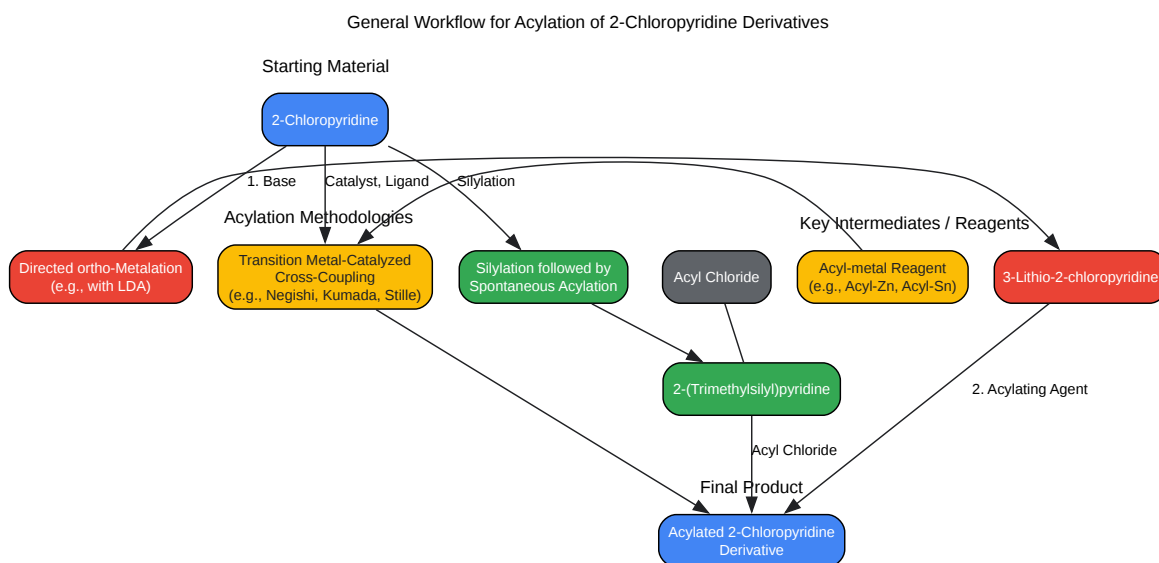 General Workflow for Acylation of 2-Chloropyridine Derivatives
Starting Material
2-Chloropyridine
1. Base
Catalyst, Ligand
Silylation
Acylation Methodologies
Key Intermediates / Reagents
Directed ortho-Metalation
(e.g., with LDA)
Transition Metal-Catalyzed
Cross-Coupling
(e.g., Negishi, Kumada, Stille)
Silylation followed by
Spontaneous Acylation
Acyl Chloride
Acyl-metal Reagent
(e.g., Acyl-Zn, Acyl-Sn)
3-Lithio-2-chloropyridine
2-(Trimethylsilyl)pyridine
2. Acylating Agent
Acyl Chloride
Final Product
Acylated 2-Chloropyridine
Derivative